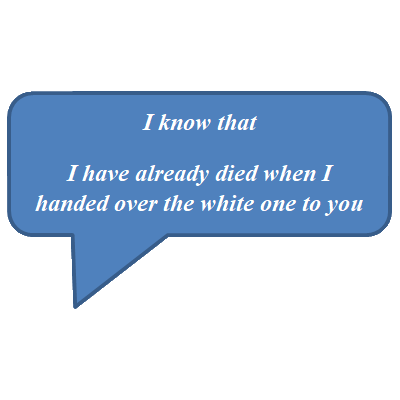 I know that
I have already died when I
handed over the white one to you